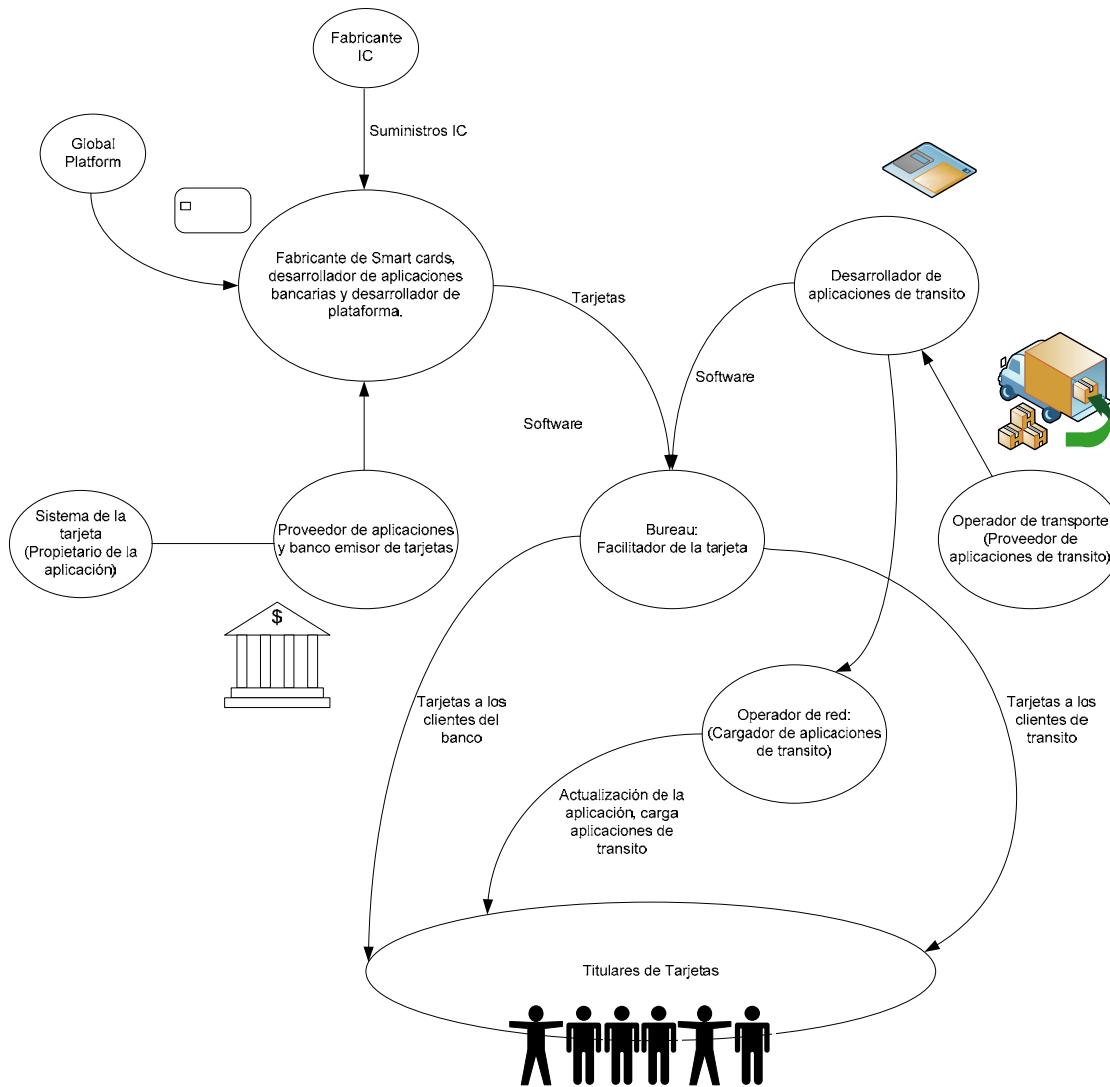 Fabricante
IC
Suministros IC
Global
Platform
Fabricante de Smart cards,
desarrollador de aplicaciones
bancarias y desarrollador de
plataforma.
Tarjetas
Desarrollador de
aplicaciones de transito
Software
Software
Sistema de la
tarjeta
(Propietario de la
aplicación)
Proveedor de aplicaciones
y banco emisor de tarjetas
Bureau:
Facilitador de la tarjeta
Operador de transporte
(Proveedor de
aplicaciones de transito)
$
Tarjetas a los
clientes del
banco
Operador de red:
(Cargador de aplicaciones
de transito)
Tarjetas a los
clientes de
transito
Actualización de la
aplicación, carga
aplicaciones de
transito
Titulares de Tarjetas